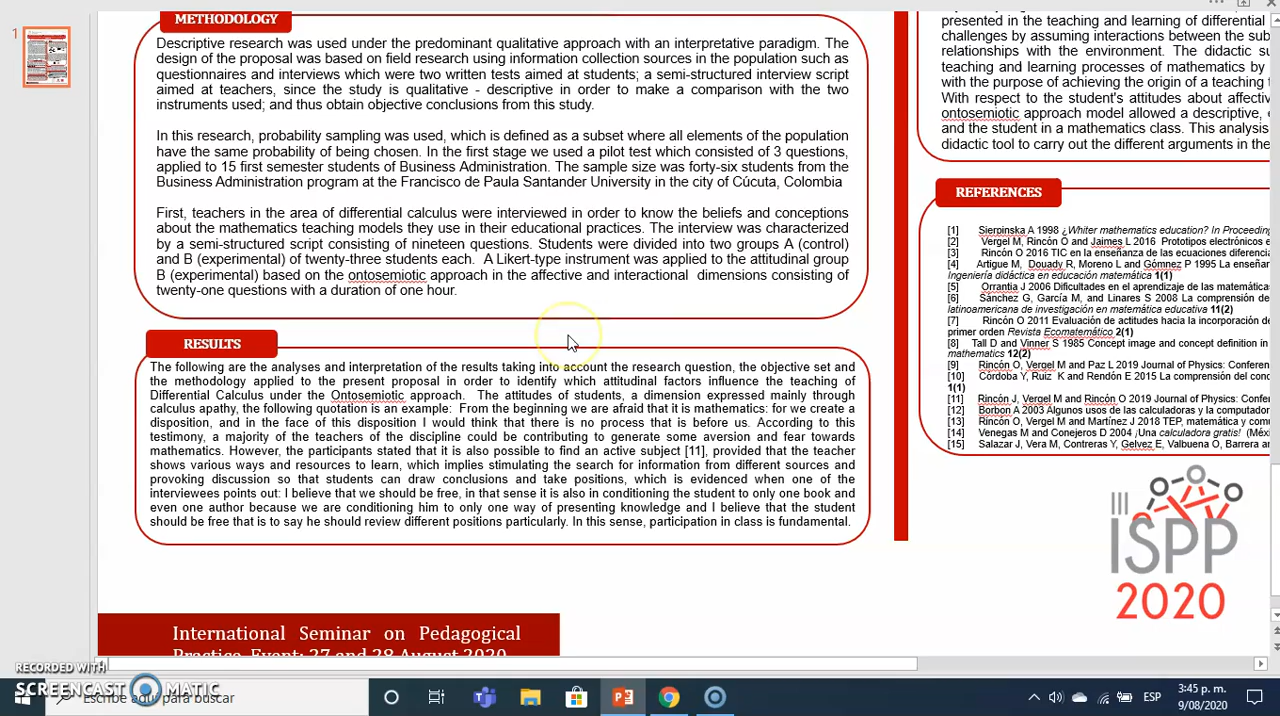 1
METHODOLOGY
Descriptive research was used under the predominant qualitative approach with an interpretative paradigm. The
design of the proposal was based on field research using information collection sources in the population such as
questionnaires and interviews which were two written tests aimed at students; a semi-structured interview script
aimed at teachers, since the study is qualitative - descriptive in order to make a comparison with the two
instruments used; and thus obtain objective conclusions from this study.
In this research, probability sampling was used, which is defined as a subset where all elements of the population
have the same probability of being chosen. In the first stage we used a pilot test which consisted of 3 questions,
applied to 15 first semester students of Business Administration. The sample size was forty-six students from the
Business Administration program at the Francisco de Paula Santander University in the city of Cúcuta, Colombia
First, teachers in the area of differential calculus were interviewed in order to know the beliefs and conceptions
about the mathematics teaching models they use in their educational practices. The interview was characterized
by a semi-structured script consisting of nineteen questions. Students were divided into two groups A (control)
and B (experimental) of twenty-three students each. A Likert-type instrument was applied to the attitudinal group
B (experimental) based on the ontosemiotic approach in the affective and interactional dimensions consisting of
twenty-one questions with a duration of one hour.
RESULTS
The following are the analyses and interpretation of the results taking into account the research question, the objective set and
the methodology applied to the present proposal in order to identify which attitudinal factors influence the teaching of
Differential Calculus under the Ontosemiotic approach. The attitudes of students, a dimension expressed mainly through
calculus apathy, the following quotation is an example: From the beginning we are afraid that it is mathematics: for we create a
disposition, and in the face of this disposition I would think that there is no process that is before us. According to this
testimony, a majority of the teachers of the discipline could be contributing to generate some aversion and fear towards
mathematics. However, the participants stated that it is also possible to find an active subject [11], provided that the teacher
shows various ways and resources to learn, which implies stimulating the search for information from different sources and
provoking discussion so that students can draw conclusions and take positions, which is evidenced when one of the
interviewees points out: I believe that we should be free, in that sense it is also in conditioning the student to only one book and
even one author because we are conditioning him to only one way of presenting knowledge and I believe that the student
should be free that is to say he should review different positions particularly. In this sense, participation in class is fundamental.
International Seminar on Pedagogical
Practice. Event: 27 and 28 August 2020
presented in the teaching and learning of differential
challenges by assuming interactions between the sub
relationships with the environment. The didactic su
teaching and learning processes of mathematics by
with the purpose of achieving the origin of a teaching t
With respect to the student's attitudes about affectiv
ontosemiotic approach model allowed a descriptive, e
and the student in a mathematics class. This analysis
didactic tool to carry out the different arguments in the
REFERENCES
[1] Sierpinska A 1998 ¿Whiter mathematics education? In Proceeding
[2] Vergel M, Rincón O and Jaimes L 2016 Prototipos electrónicos e
[3] Rincón O 2016 TIC en la enseñanza de las ecuaciones diferencia
[4] Artigue M, Douady R, Moreno L and Gómnez P 1995 La enseñan
Ingeniería didáctica en educación matemática 1(1)
[5] Orrantia J 2006 Dificultades en el aprendizaje de las matemáticas
[6] Sánchez G, García M, and Linares S 2008 La comprensión de
latinoamericana de investigación en matemática educativa 11(2)
[7] Rincón O 2011 Evaluación de actitudes hacia la incorporación de
primer orden Revista Ecomatemático 2(1)
[8] Tall D and Vinner S 1985 Concept image and concept definition in
mathematics 12(2)
[9] Rincón O, Vergel M and Paz L 2019 Journal of Physics: Conferen
[10] Córdoba Y, Ruiz K and Rendón E 2015 La comprensión del conc
1(1)
[11] Rincón J, Vergel M and Rincón O 2019 Journal of Physics: Confe
[12] Borbon A 2003 Algunos usos de las calculadoras y la computador
[13] Rincón O, Vergel M and Martínez J 2018 TEP, matemática y comu
[14] Venegas M and Conejeros D 2004 ¡Una calculadora gratis! (Méxi
[15] Salazar J, Vera M, Contreras Y, Gelvez E, Valbuena O, Barrera an
III
ISPP
2020
RECORDED WITH
SCREENCAST MATIC
Escribe aquí para buscar
ESP
3:45 p. m.
9/08/2020